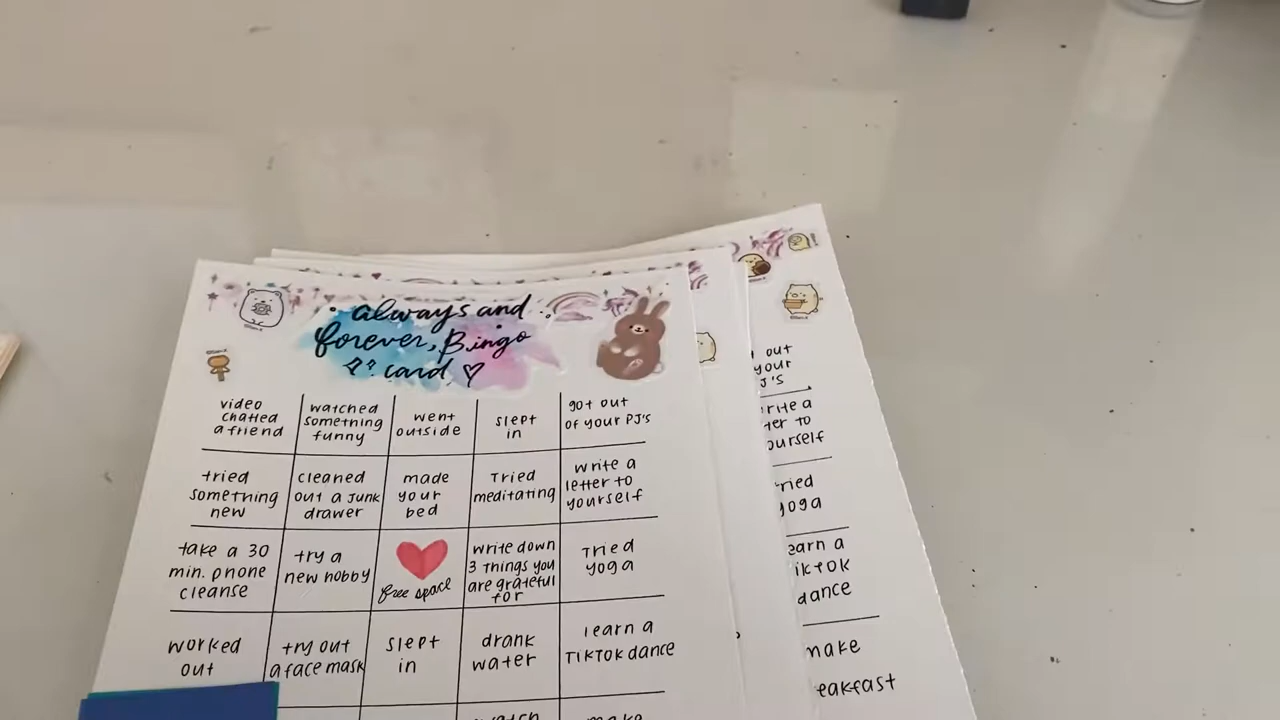 always and
forever, Bingo
card
video
chatted
a friend
watched
something
funny
went
outside
slept
in
got out
of your PJ's
tried
something
new
cleaned
out a junk
drawer
made
your
bed
Tried
meditating
write a
letter to
yourself
take a 30
min. phone
cleanse
try a
new hobby
free space
write down
3 things you
are grateful
for
Tried
yoga
worked
out
try out
a face mask
slept
in
drank
water
learn a
TIKTOK dance
make
out
your
J's
rite a
ter to
ourself
ried
yoga
earn a
iktok
dance
make
eakfast